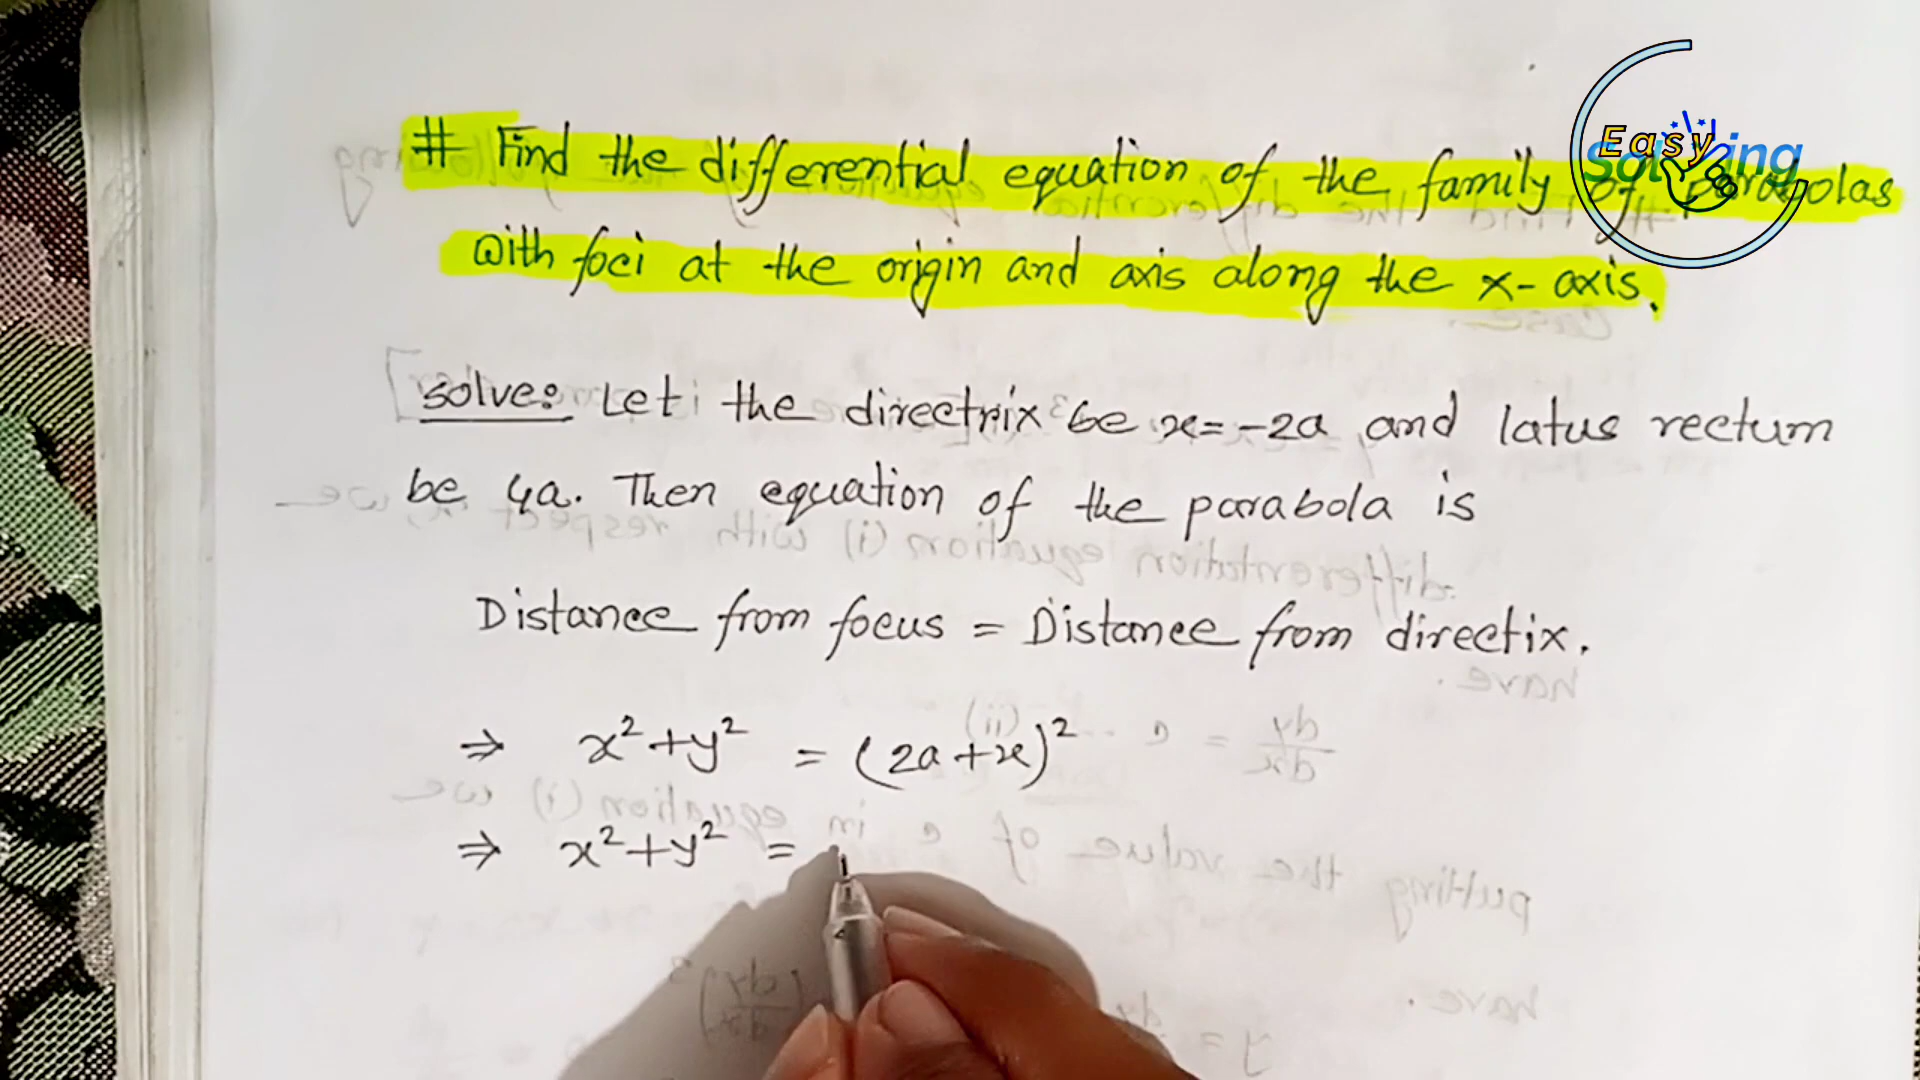 # Find the differential equation of the family of parabolas
Easy Solving
with foci at the origin and axis along the x-axis.
solve: Let the directrix be x=-2a and latus rectum
be 4a. Then equation of the parabola is
Distance from focus = Distance from directix.
⇒ x²+y² = (2a+x)²
⇒ x²+y² =